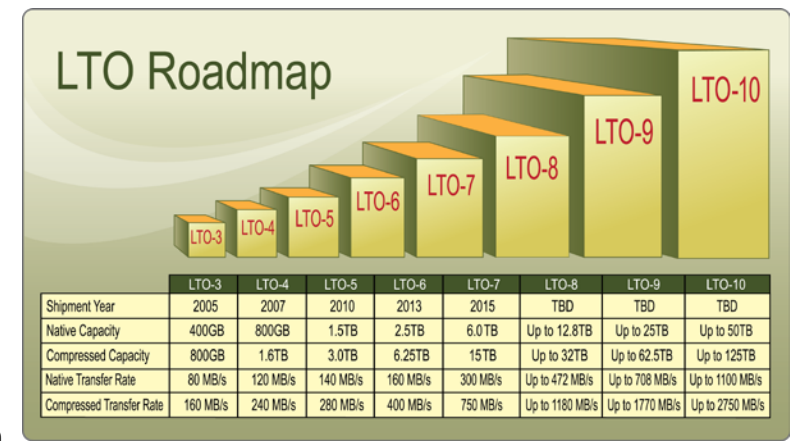 LTO Roadmap
LTO-3
LTO-4
LTO-5
LTO-6
LTO-7
LTO-8
LTO-9
LTO-10
LTO-3 LTO-4 LTO-5 LTO-6 LTO-7 LTO-8 LTO-9 LTO-10
Shipment Year 2005 2007 2010 2013 2015 TBD TBD TBD
Native Capacity 400GB 800GB 1.5TB 2.5TB 6.0TB Up to 12.8TB Up to 25TB Up to 50TB
Compressed Capacity 800GB 1.6TB 3.0TB 6.25TB 15TB Up to 32TB Up to 62.5TB Up to 125TB
Native Transfer Rate 80 MB/s 120 MB/s 140 MB/s 160 MB/s 300 MB/s Up to 472 MB/s Up to 708 MB/s Up to 1100 MB/s
Compressed Transfer Rate 160 MB/s 240 MB/s 280 MB/s 400 MB/s 750 MB/s Up to 1180 MB/s Up to 1770 MB/s Up to 2750 MB/s